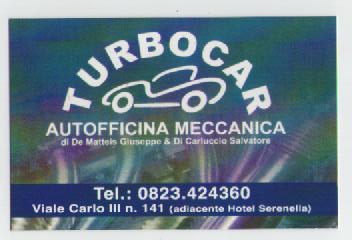 TURBOCAR
AUTOFFICINA MECCANICA
di De Matteis Giuseppe & Di Carluccio Salvatore
Tel.: 0823.424360
Viale Carlo III n. 141 (adiacente Hotel Serenella)